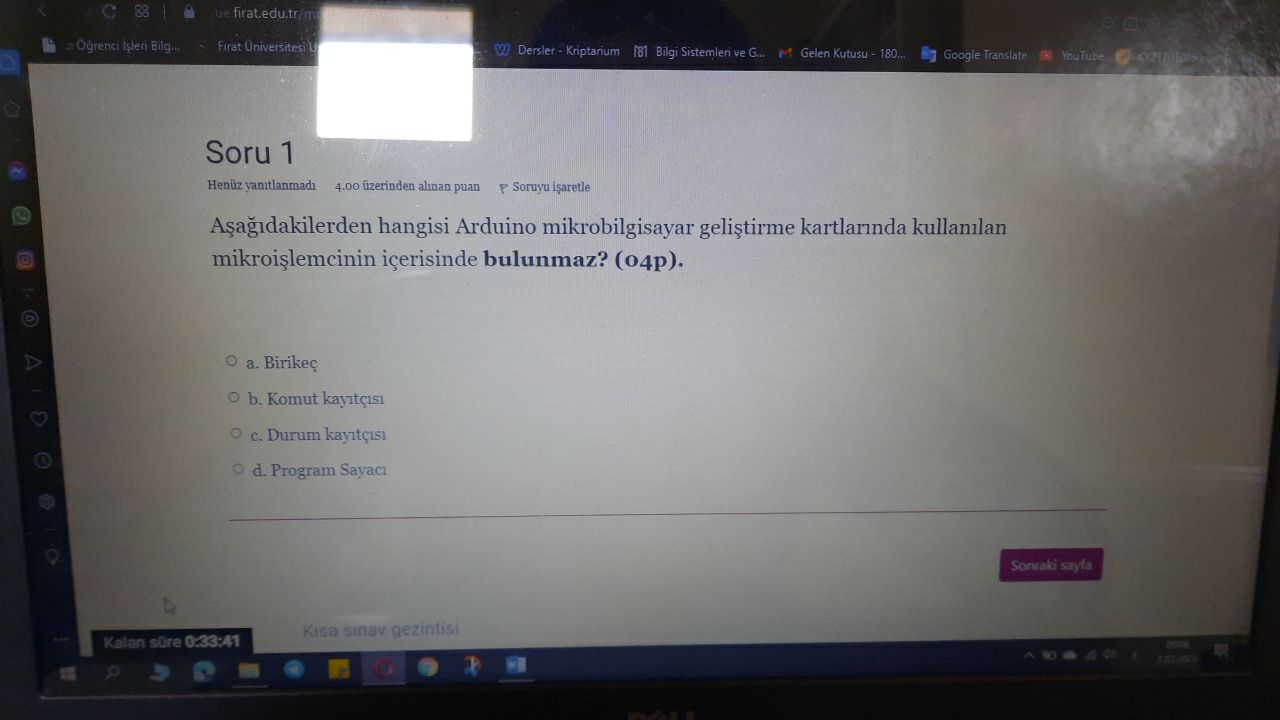 ue.firat.edu.tr/
Öğrenci İşleri Bilg...
Fırat Üniversitesi
Dersler - Kriptarium
Bilgi Sistemleri ve G...
Gelen Kutusu - 180...
Google Translate
YouTube
Soru 1
Henüz yanıtlanmadı
4.00 üzerinden alınan puan
Soruyu işaretle
Aşağıdakilerden hangisi Arduino mikrobilgisayar geliştirme kartlarında kullanılan
mikroişlemcinin içerisinde bulunmaz? (04p).
a. Birikeç
b. Komut kayıtçısı
c. Durum kayıtçısı
d. Program Sayacı
Sonraki sayfa
Kısa sınav gezintisi
Kalan süre 0:33:41
DELL